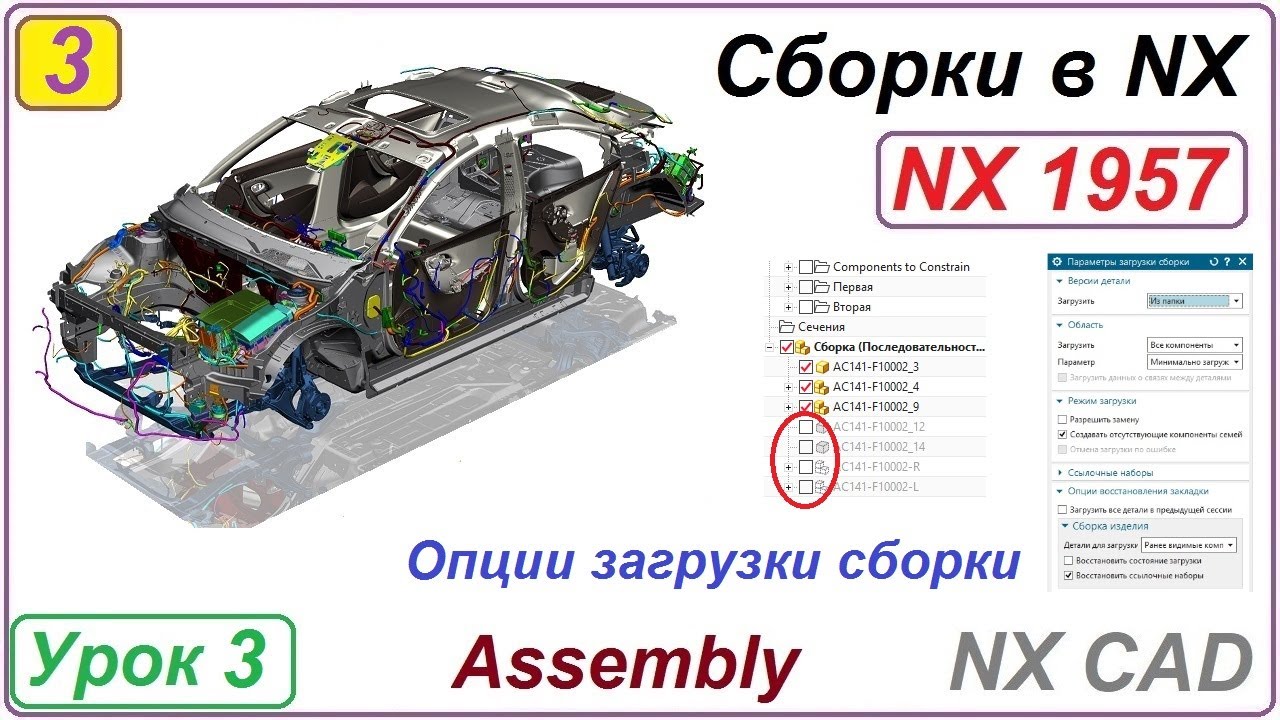 3
Сборки в NX
NX 1957
Components to Constrain
Первая
Вторая
Сечения
Сборка (Последовательност...
AC141-F10002_3
AC141-F10002_4
AC141-F10002_9
AC141-F10002_12
AC141-F10002_14
AC141-F10002-R
AC141-F10002-L
Параметры загрузки сборки
Версии детали
Загрузить Из папки
Область
Загрузить Все компоненты
Параметр Минимально загруж
Загрузить данные о связях между деталями
Режим загрузки
Разрешить замену
Создавать отсутствующие компоненты семей
Отмена загрузки по ошибке
Ссылочные наборы
Опции восстановления закладки
Загрузить все детали в предыдущей сессии
Сборка изделия
Детали для загрузки Ранее видимые комп
Восстановить состояние загрузки
Восстановить ссылочные наборы
Опции загрузки сборки
Урок 3
Assembly
NX CAD